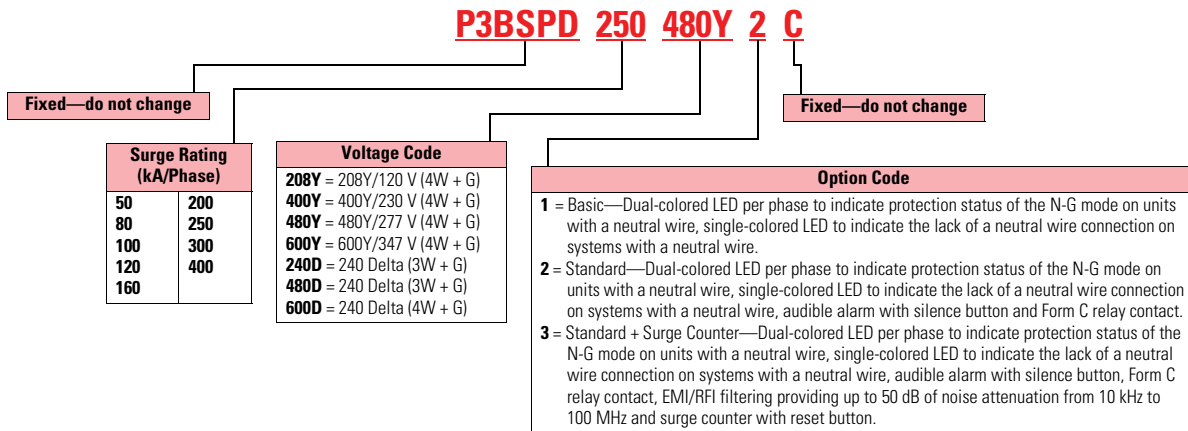 P3BSPD 250 480Y 2 C
Fixed—do not change
Fixed—do not change
Surge Rating
(kA/Phase)
50 200
80 250
100 300
120 400
160
Voltage Code
208Y = 208Y/120 V (4W + G)
400Y = 400Y/230 V (4W + G)
480Y = 480Y/277 V (4W + G)
600Y = 600Y/347 V (4W + G)
240D = 240 Delta (3W + G)
480D = 240 Delta (3W + G)
600D = 240 Delta (4W + G)
Option Code
1 = Basic—Dual-colored LED per phase to indicate protection status of the N-G mode on units
with a neutral wire, single-colored LED to indicate the lack of a neutral wire connection on
systems with a neutral wire.
2 = Standard—Dual-colored LED per phase to indicate protection status of the N-G mode on
units with a neutral wire, single-colored LED to indicate the lack of a neutral wire connection
on systems with a neutral wire, audible alarm with silence button and Form C relay contact.
3 = Standard + Surge Counter—Dual-colored LED per phase to indicate protection status of the
N-G mode on units with a neutral wire, single-colored LED to indicate the lack of a neutral
wire connection on systems with a neutral wire, audible alarm with silence button, Form C
relay contact, EMI/RFI filtering providing up to 50 dB of noise attenuation from 10 kHz to
100 MHz and surge counter with reset button.